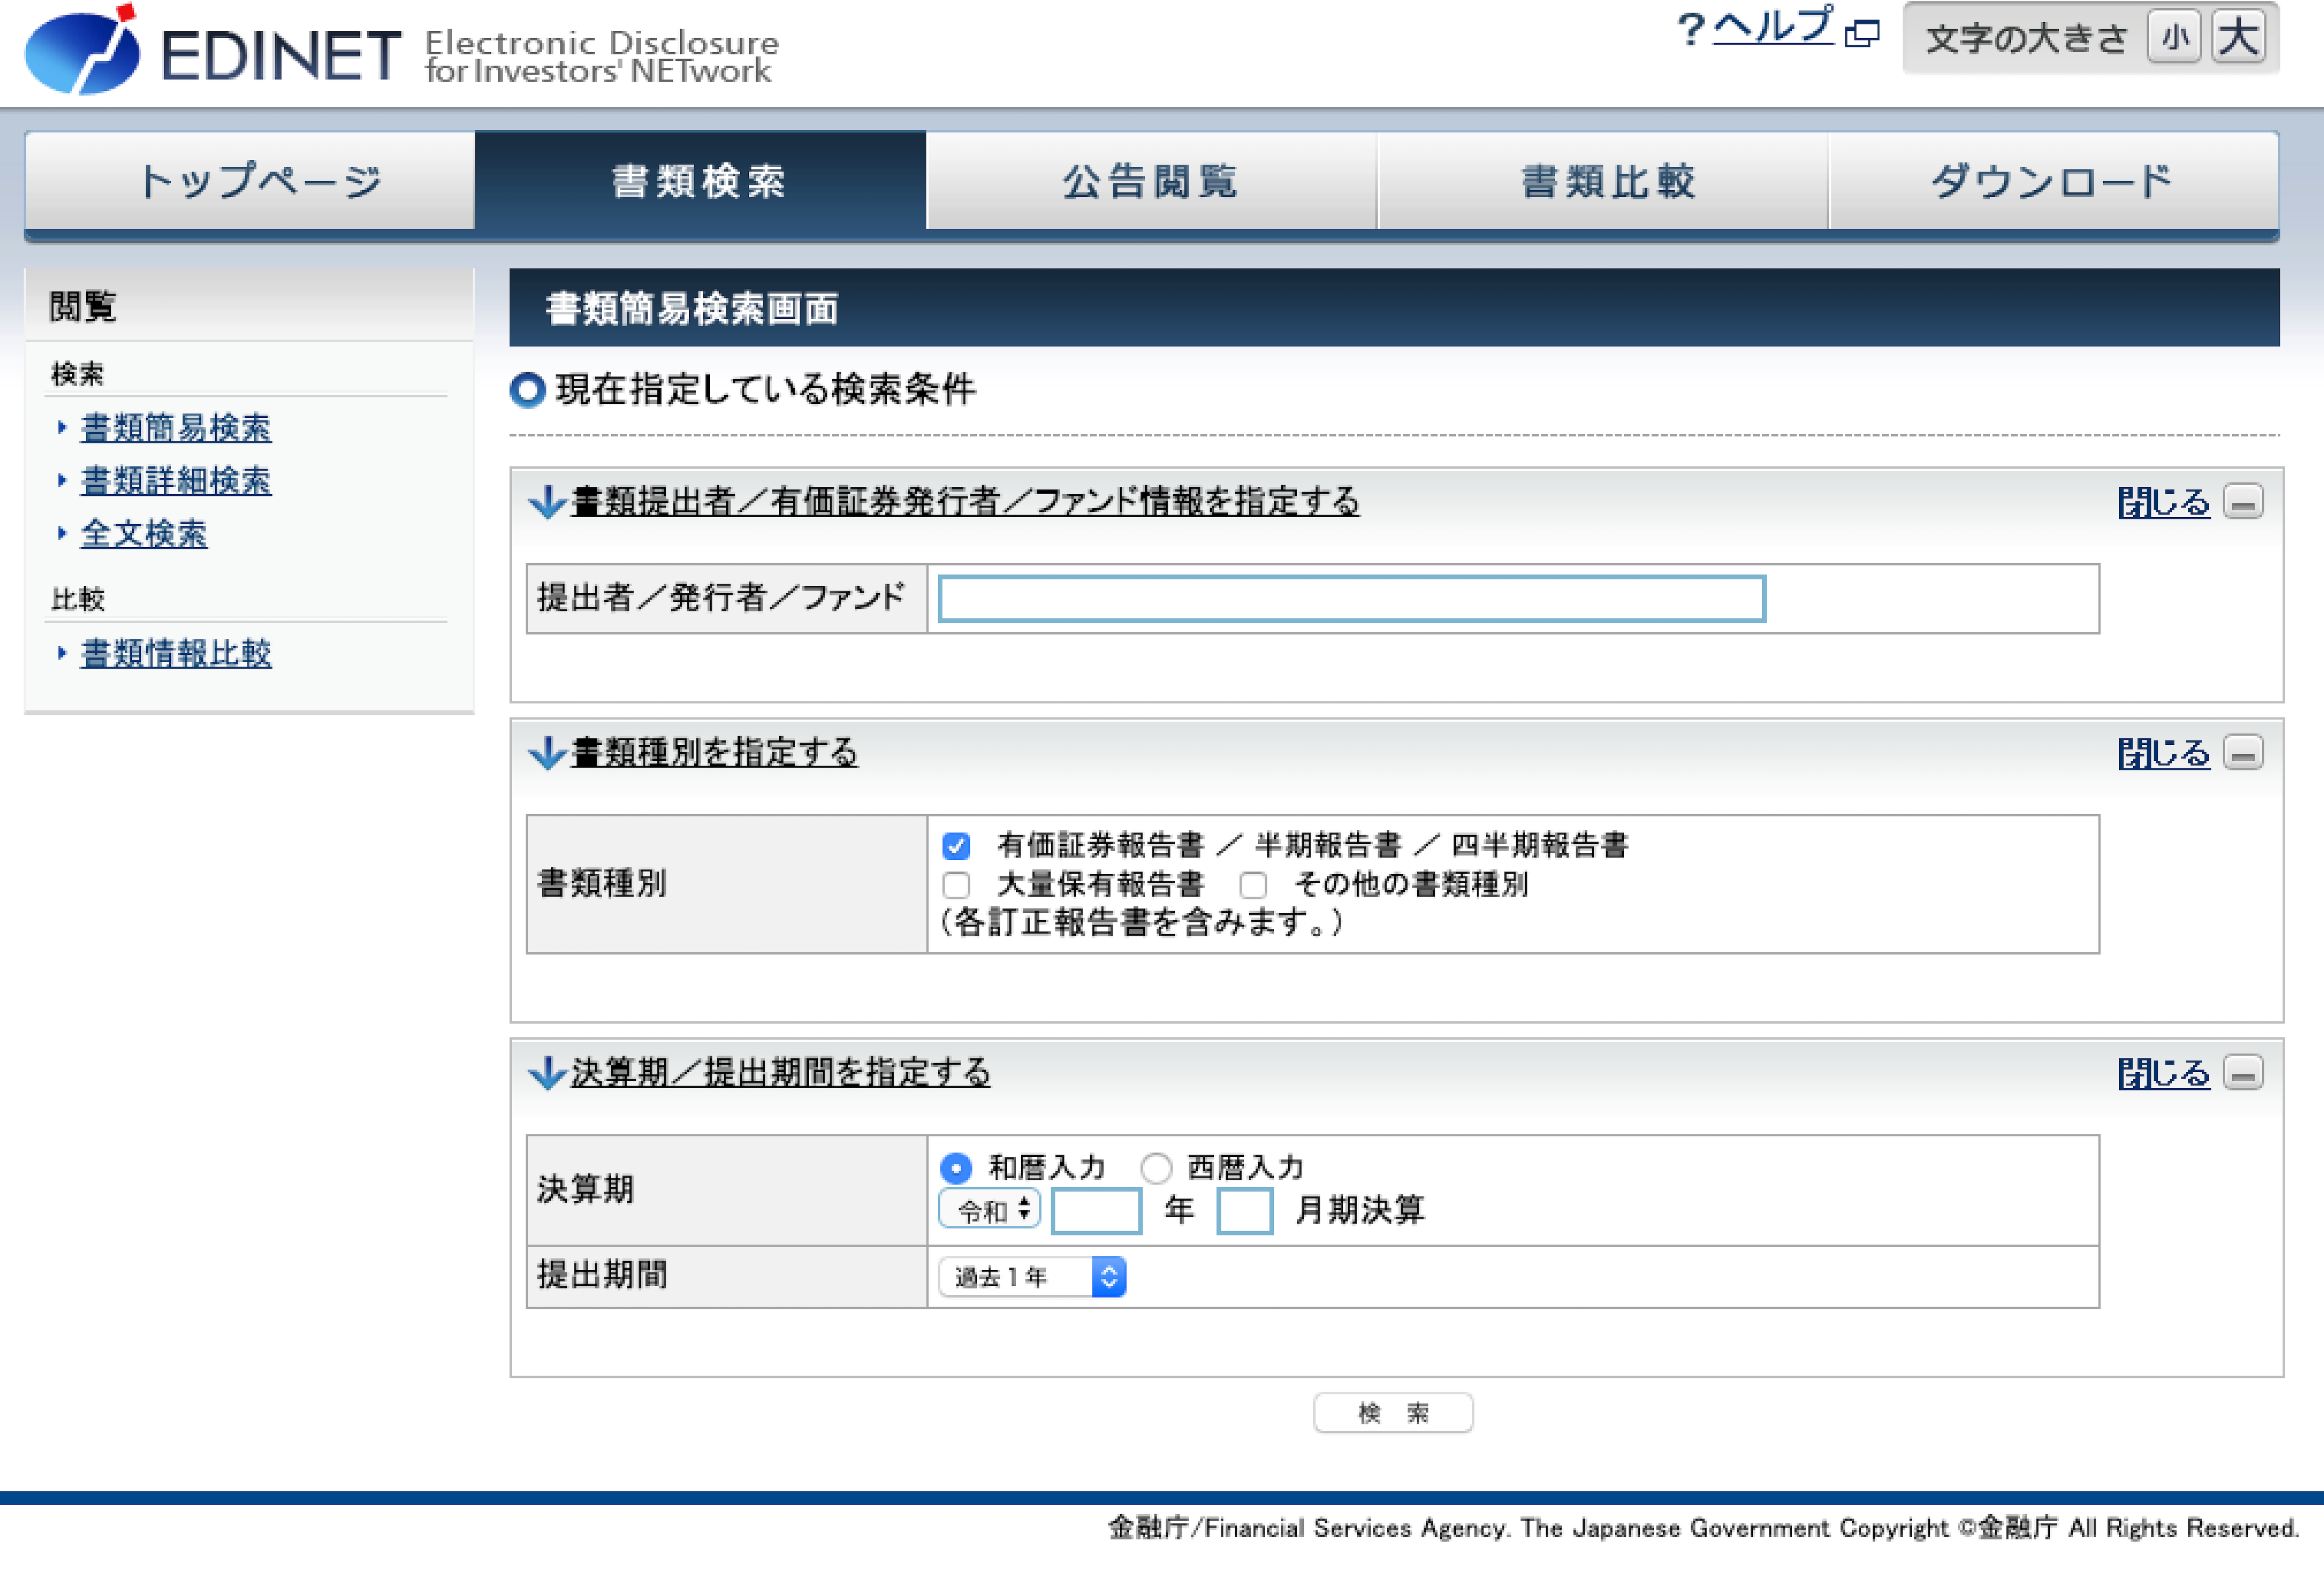 EDINET Electronic Disclosure
for Investors' NETwork
?ヘルプ
文字の大きさ 小 大
トップページ 書類検索 公告閲覧 書類比較 ダウンロード
閲覧
検索
書類簡易検索
書類詳細検索
全文検索
比較
書類情報比較
書類簡易検索画面
現在指定している検索条件
書類提出者／有価証券発行者／ファンド情報を指定する 閉じる
提出者／発行者／ファンド
書類種別を指定する 閉じる
書類種別
有価証券報告書 ／ 半期報告書 ／ 四半期報告書
大量保有報告書 その他の書類種別
（各訂正報告書を含みます。）
決算期／提出期間を指定する 閉じる
決算期
和暦入力 西暦入力
令和 年 月期決算
提出期間 過去１年
検 索
金融庁/Financial Services Agency. The Japanese Government Copyright ©金融庁 All Rights Reserved.